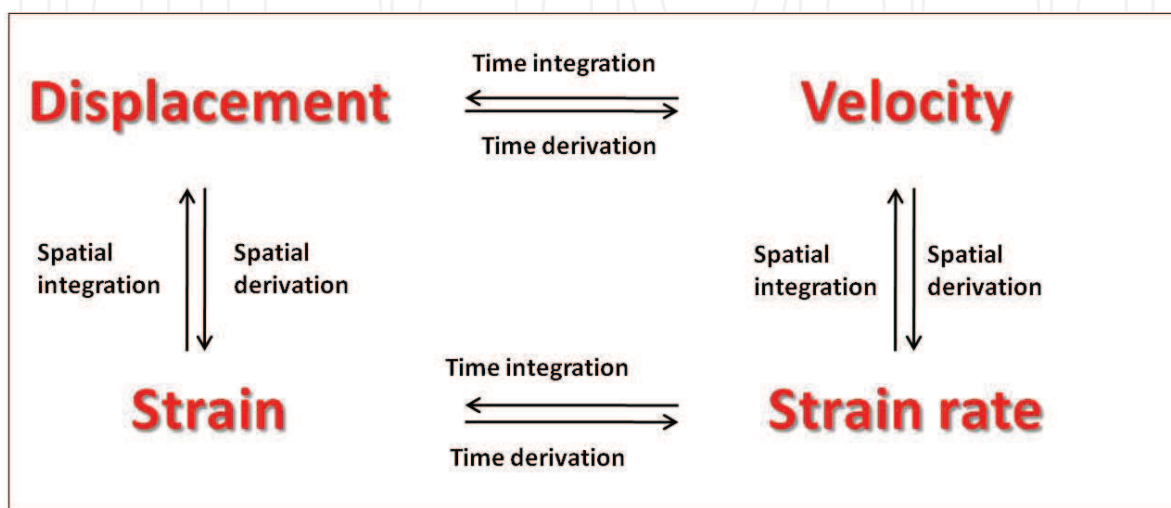 Time integration
Displacement
Velocity
Time derivation
Spatial
integration
Spatial
derivation
Spatial
integration
Spatial
derivation
Time integration
Strain
Strain rate
Time derivation